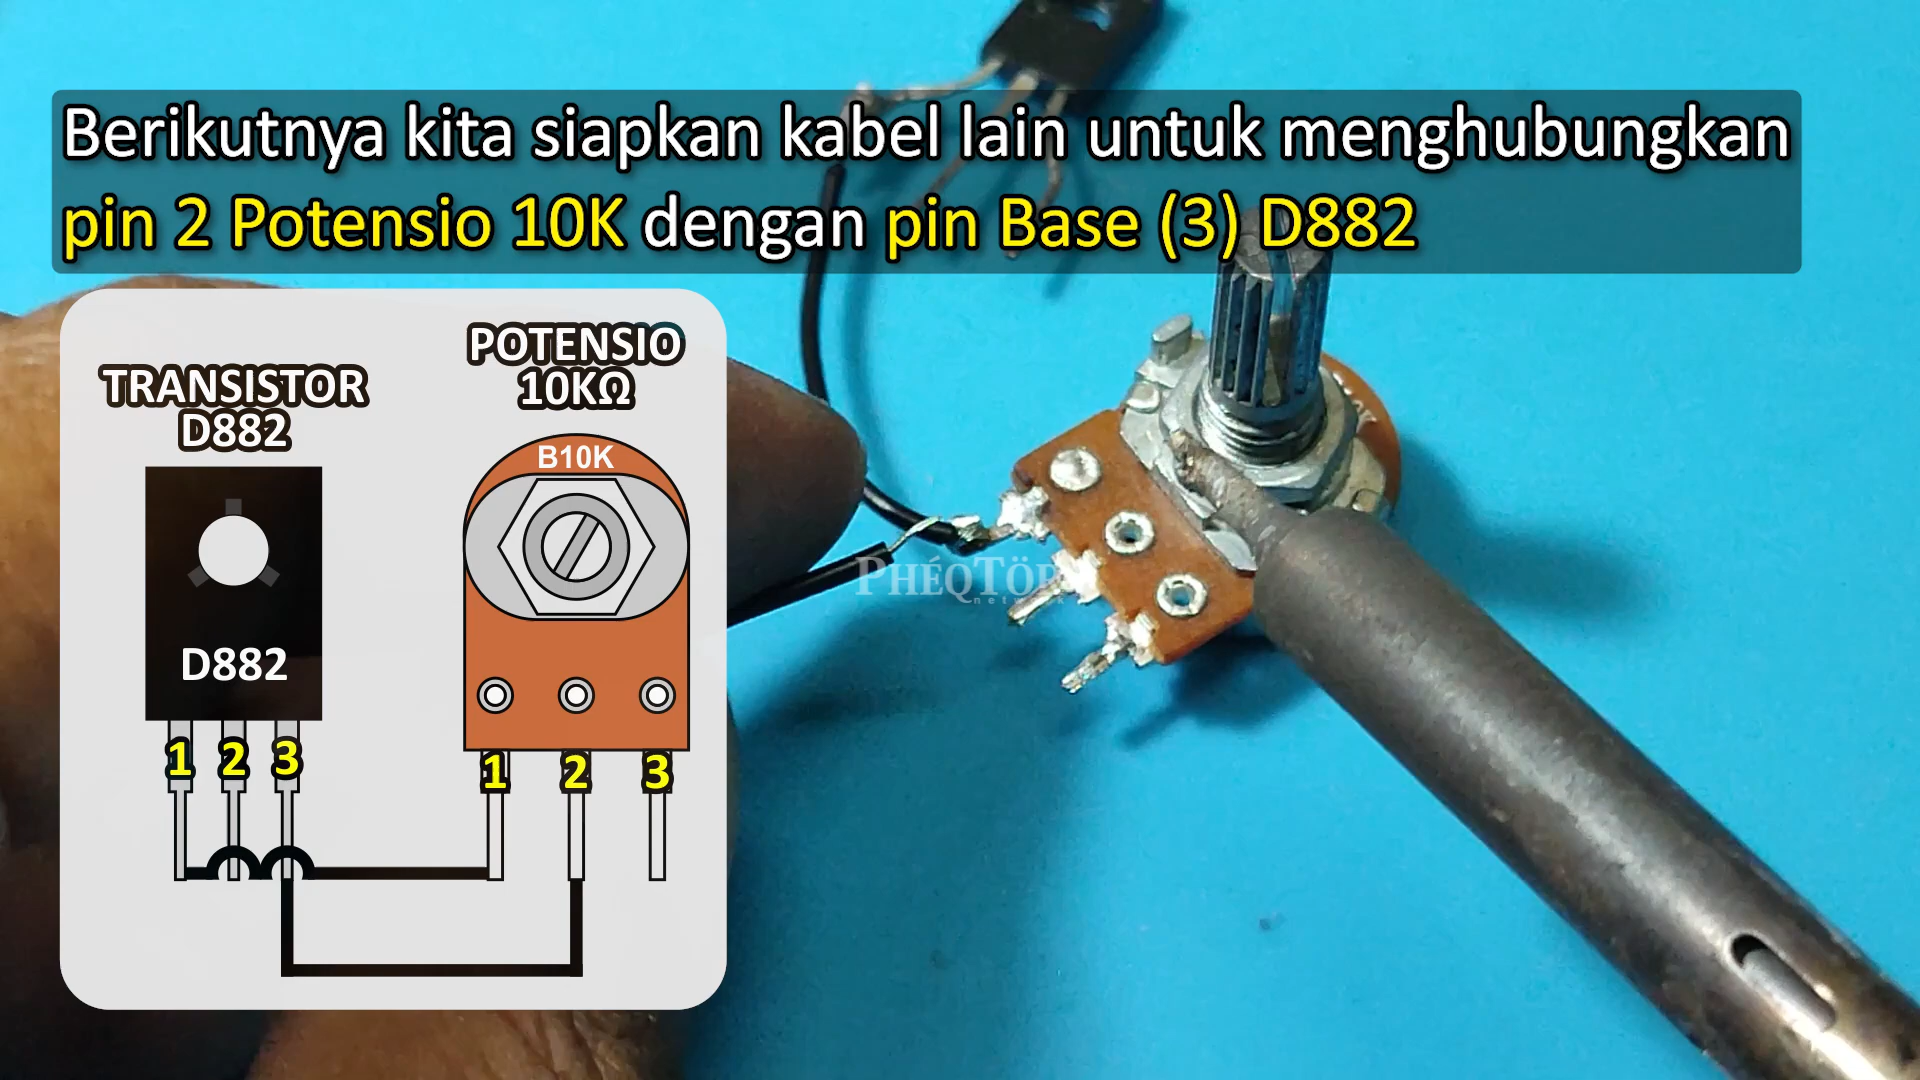 Berikutnya kita siapkan kabel lain untuk menghubungkan
pin 2 Potensio 10K dengan pin Base (3) D882
TRANSISTOR
D882
POTENSIO
10KΩ
B10K
D882
1 2 3
1 2 3
network